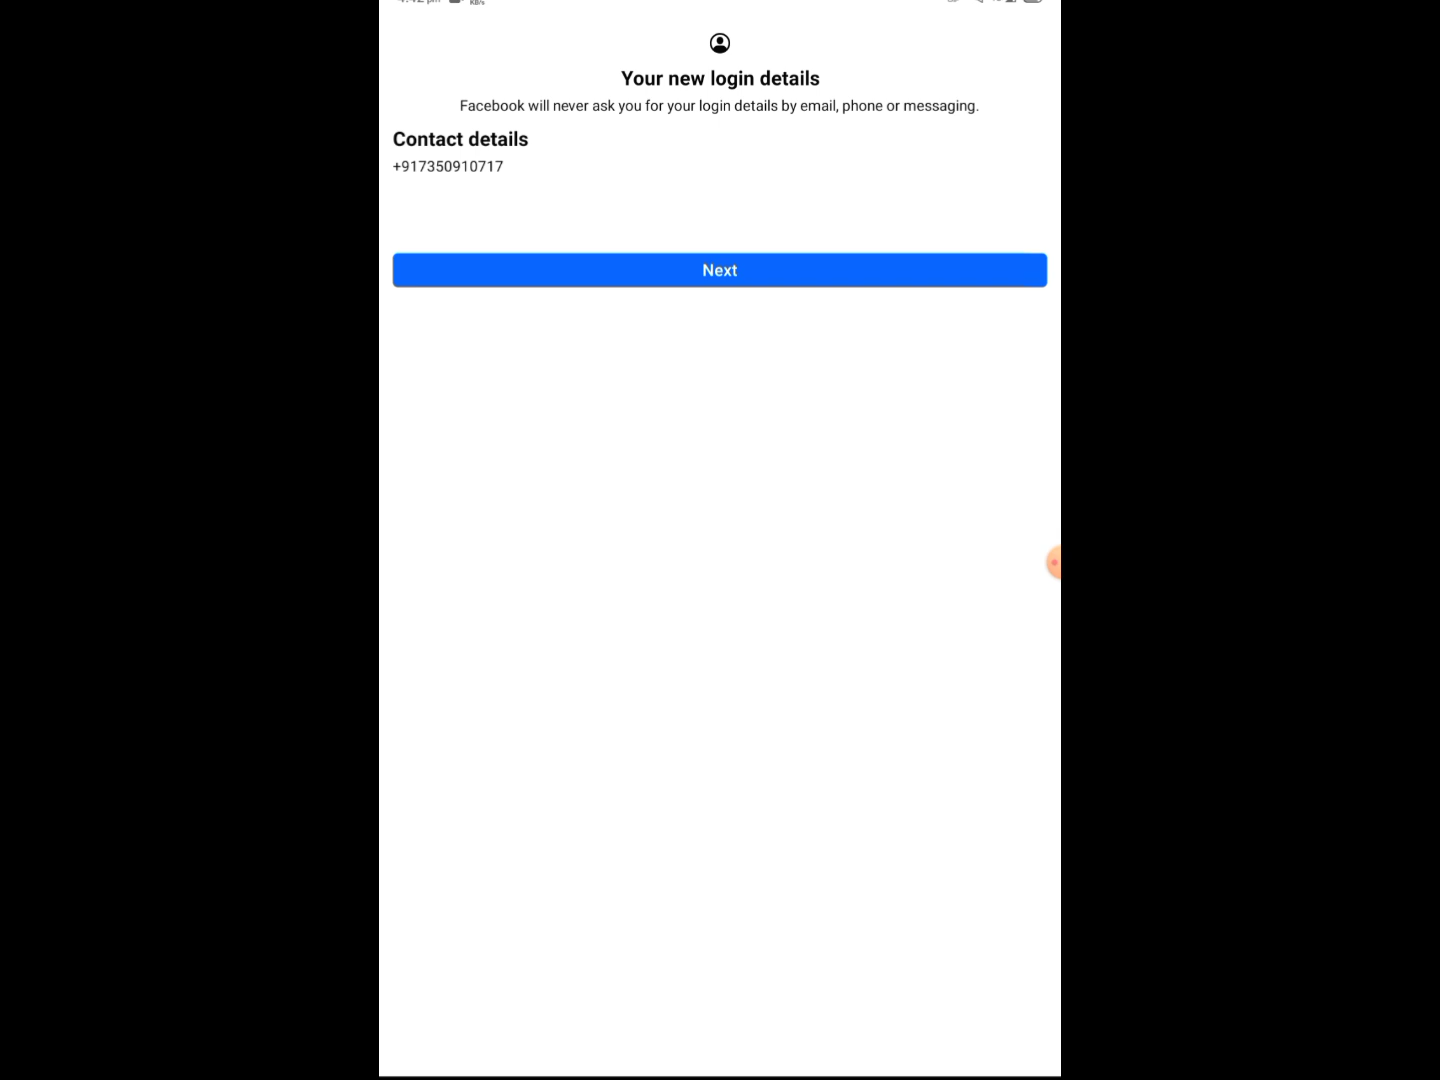 KB/s
Your new login details
Facebook will never ask you for your login details by email, phone or messaging.
Contact details
+917350910717
Next